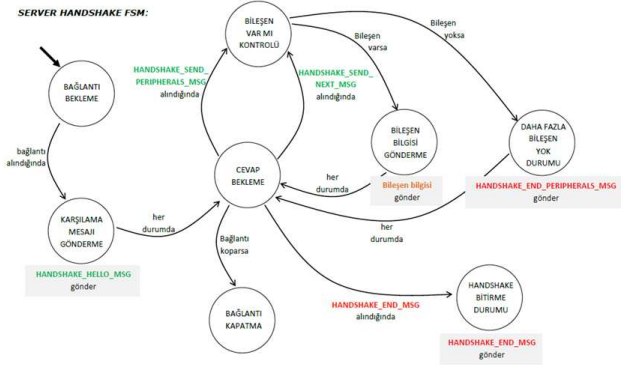 SERVER HANDSHAKE FSM:
BİLEŞEN
VAR MI
KONTROLÜ
Bileşen
varsa
Bileşen
yoksa
HANDSHAKE_SEND_
PERIPHERALS_MSG
alındığında
HANDSHAKE_SEND_
NEXT_MSG
alındığında
BAĞLANTI
BEKLEME
bağlantı
alındığında
BİLEŞEN
BİLGİSİ
GÖNDERME
Bileşen bilgisi
gönder
DAHA FAZLA
BİLEŞEN
YOK
DURUMU
HANDSHAKE_END_PERIPHERALS_MSG
gönder
CEVAP
BEKLEME
her
durumda
her
durumda
KARŞILAMA
MESAJI
GÖNDERME
HANDSHAKE_HELLO_MSG
gönder
her
durumda
Bağlantı
koparsa
BAĞLANTI
KAPATMA
HANDSHAKE_END_MSG
alındığında
HANDSHAKE
BİTİRME
DURUMU
HANDSHAKE_END_MSG
gönder